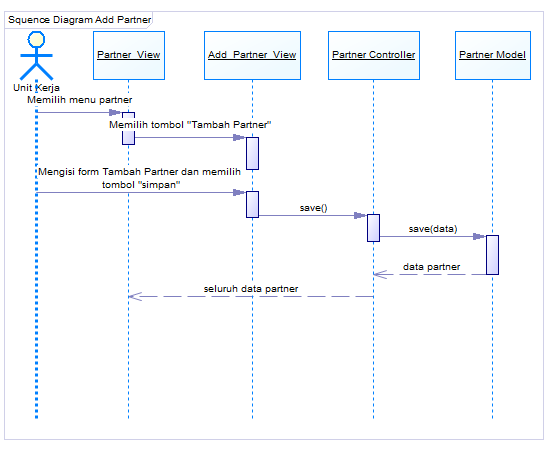 Squence Diagram Add Partner
Partner_View
Add_Partner_View
Partner Controller
Partner Model
Unit Kerja
Memilih menu partner
Memilih tombol "Tambah Partner"
Mengisi form Tambah Partner dan memilih
tombol "simpan"
save()
save(data)
data partner
seluruh data partner